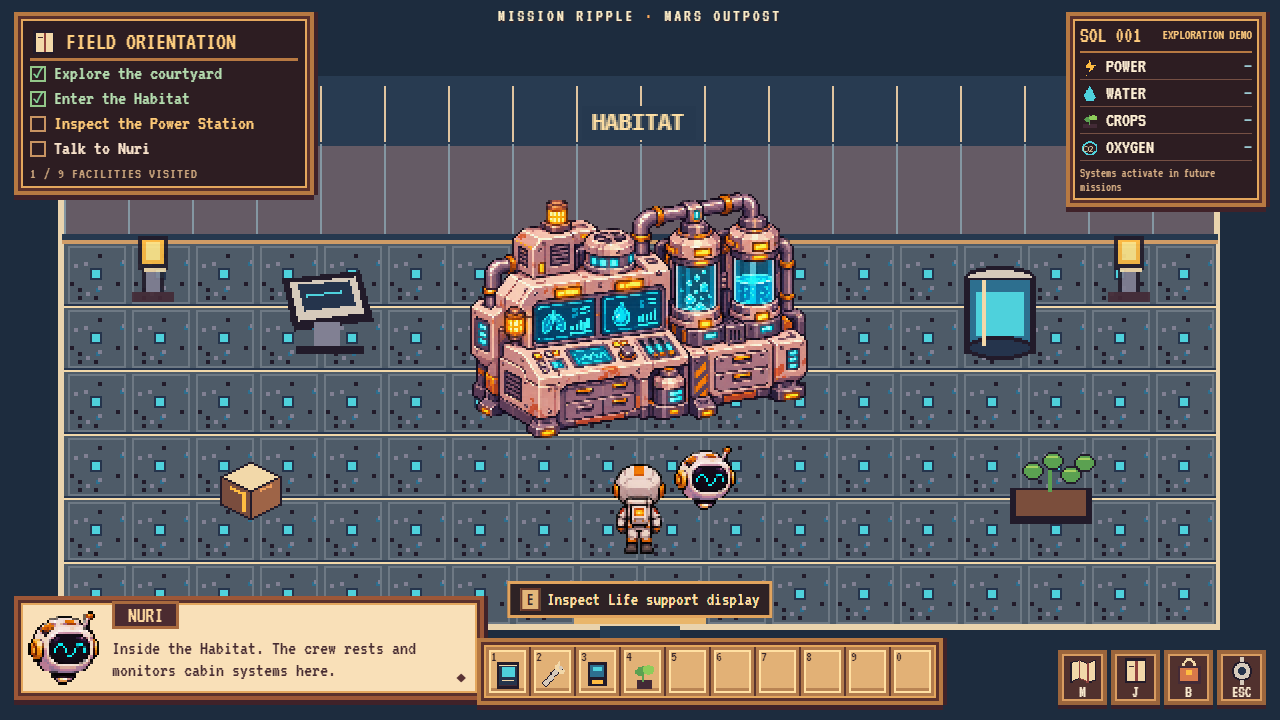 MISSION RIPPLE · MARS OUTPOST
FIELD ORIENTATION
Explore the courtyard
Enter the Habitat
Inspect the Power Station
Talk to Nuri
1 / 9 FACILITIES VISITED
SOL 001 EXPLORATION DEMO
POWER –
WATER –
CROPS –
O2 OXYGEN –
Systems activate in future
missions
HABITAT
E Inspect Life support display
NURI
Inside the Habitat. The crew rests and
monitors cabin systems here.
1 2 3 4 5 6 7 8 9 0
M J B ESC